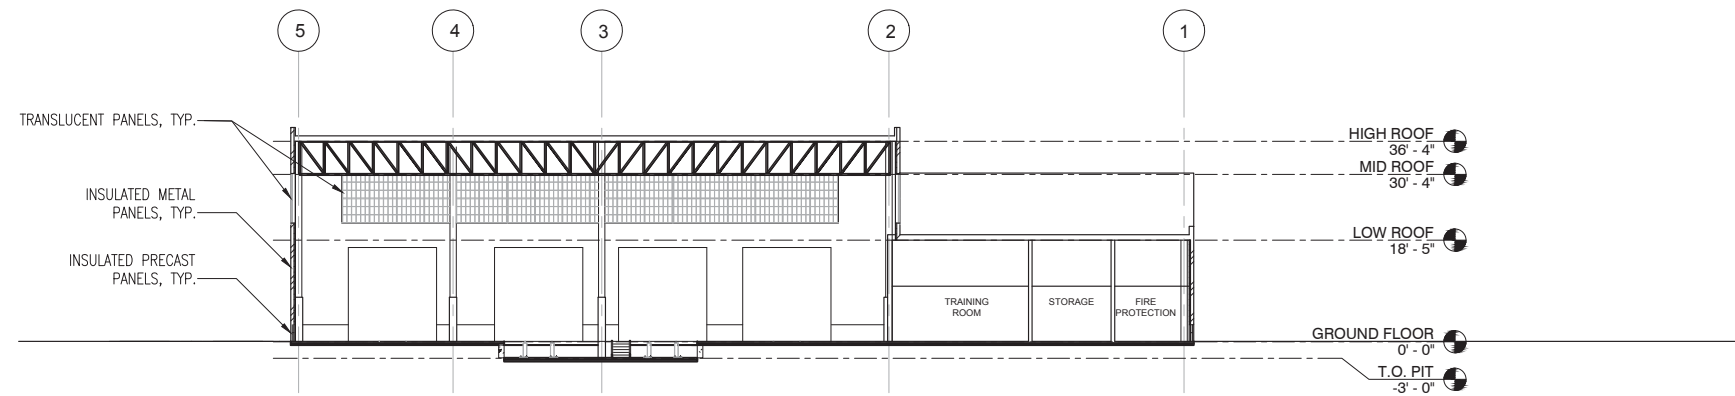 5
4
3
2
1
TRANSLUCENT PANELS, TYP.
HIGH ROOF
36' - 4"
MID ROOF
30' - 4"
INSULATED METAL
PANELS, TYP.
LOW ROOF
18' - 5"
INSULATED PRECAST
PANELS, TYP.
TRAINING
ROOM
STORAGE
FIRE
PROTECTION
GROUND FLOOR
0' - 0"
T.O. PIT
-3' - 0"